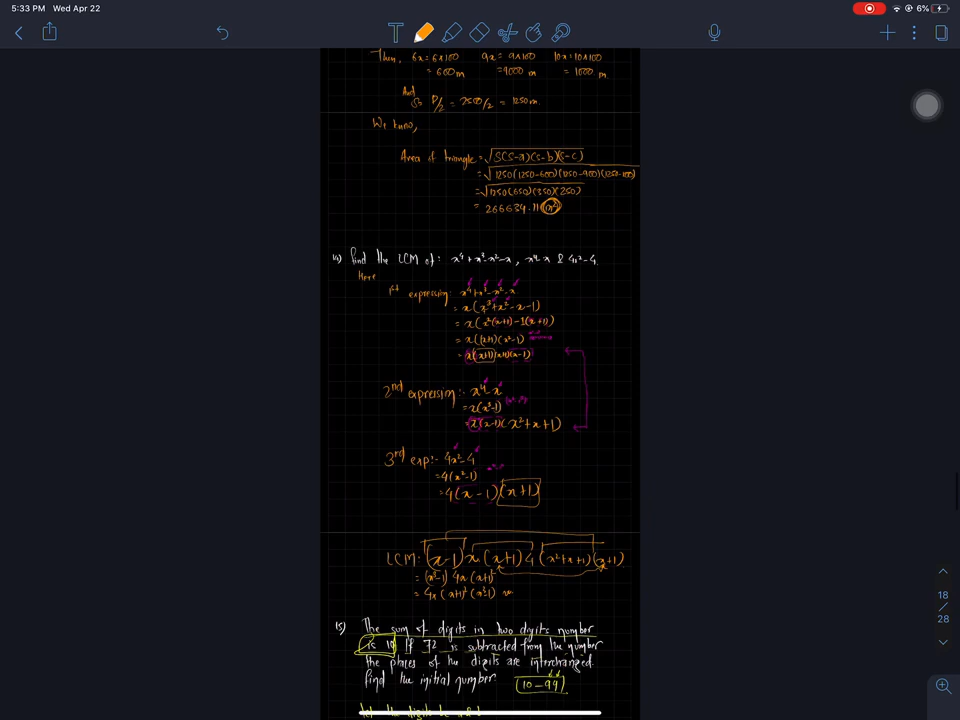 5:33 PM Wed Apr 22
6%
Then, 6x = 6×100 9x = 9×100 10x = 10×100
= 600 m = 9000 m = 1000 m
And
P/2 = 2500/2 = 1250 m
We know,
Area of triangle = √S(S-a)(S-b)(S-c)
= √1250(1250-600)(1250-900)(1250-100)
= √1250(650)(350)(250)
= 266634.11 m²
find the LCM of: x⁴+x³-x²-x, x⁴-x & 4x²-4.
Here
1st expression: x⁴+x³-x²-x
= x(x³+x²-x-1)
= x(x²(x+1)-1(x+1)
= x((x+1)(x²-1)
= x(x+1)(x+1)(x-1)
2nd expression:- x⁴-x
= x(x³-1)
= x(x-1)(x²+x+1)
3rd exp:- 4x²-4
= 4(x²-1)
= 4(x-1)(x+1)
LCM: (x-1)x(x+1)4(x²+x+1)(x+1)
= (x³-1) 4x (x+1)²
= 4x (x+1)² (x³-1)
15) The sum of digits in two digits number
is 10 If 72 is subtracted from the number
the places of the digits are interchanged.
find the initial number. (10-99)
18
/
28